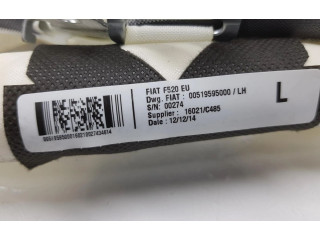 FIAT F520 EU
Dwg. FIAT : 00519595000 / LH
S/N: 00274
Supplier : 16021/C485
Date : 12/12/14
L